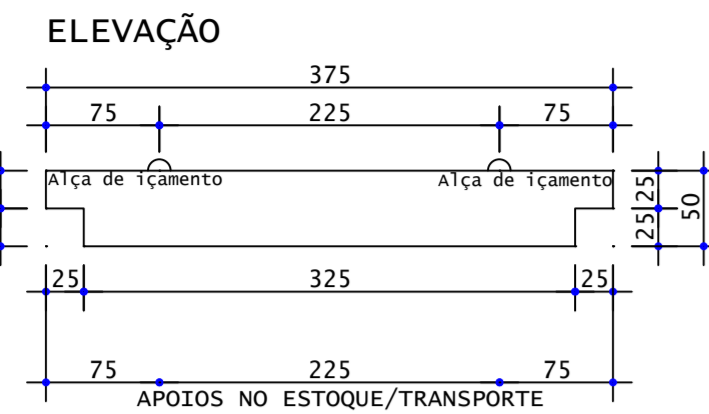 ELEVAÇÃO
375
75 225 75
Alça de içamento Alça de içamento
25
25
50
25 325 25
75 225 75
APOIOS NO ESTOQUE/TRANSPORTE